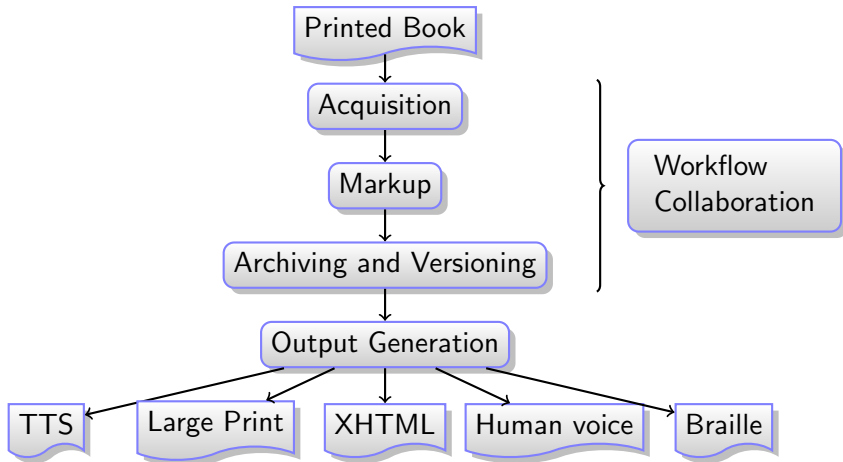 Printed Book
Acquisition
Markup
Workflow
Collaboration
Archiving and Versioning
Output Generation
TTS
Large Print
XHTML
Human voice
Braille